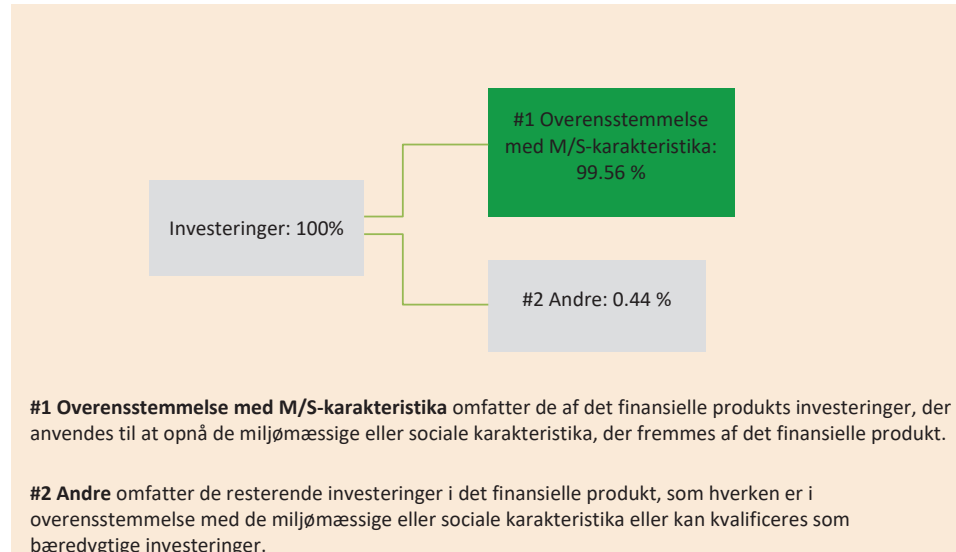 #1 Overensstemmelse
med M/S-karakteristika:
99.56 %
Investeringer: 100%
#2 Andre: 0.44 %
#1 Overensstemmelse med M/S-karakteristika omfatter de af det finansielle produkts investeringer, der
anvendes til at opnå de miljømæssige eller sociale karakteristika, der fremmes af det finansielle produkt.
#2 Andre omfatter de resterende investeringer i det finansielle produkt, som hverken er i
overensstemmelse med de miljømæssige eller sociale karakteristika eller kan kvalificeres som
bæredygtige investeringer.